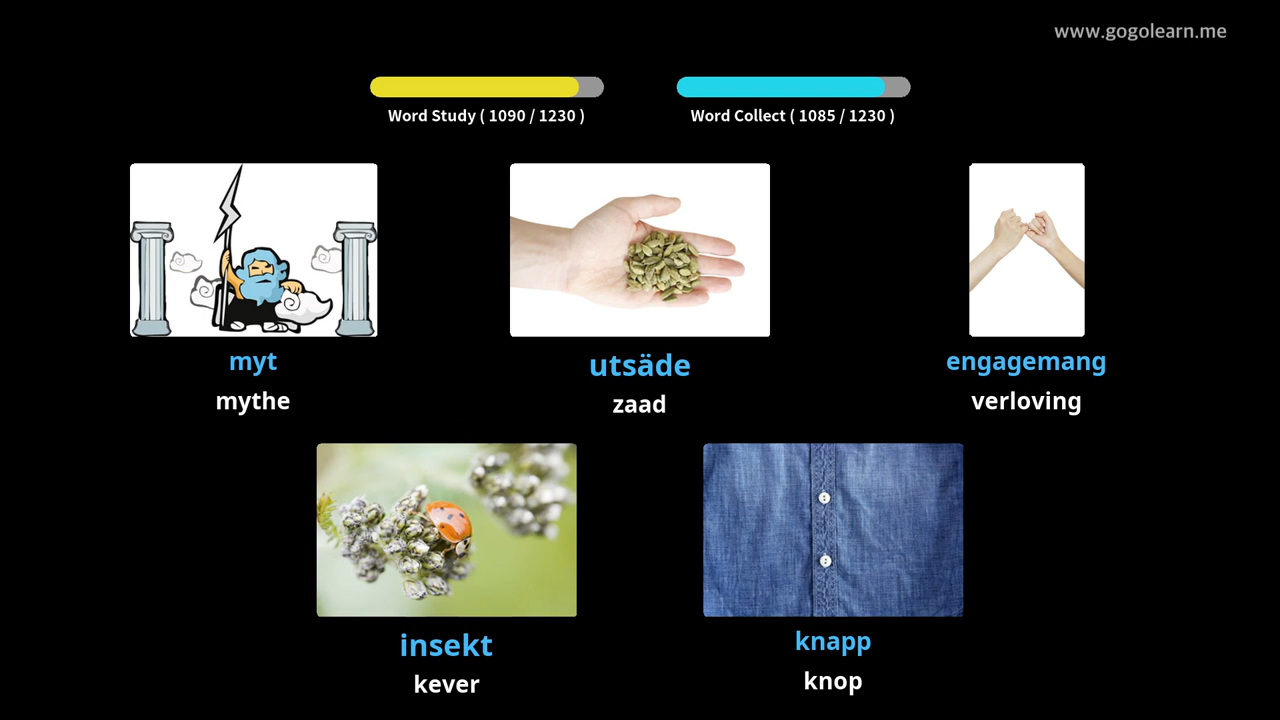 www.gogolearn.me
Word Study ( 1090 / 1230 )
Word Collect ( 1085 / 1230 )
myt
mythe
utsäde
zaad
engagemang
verloving
insekt
kever
knapp
knop